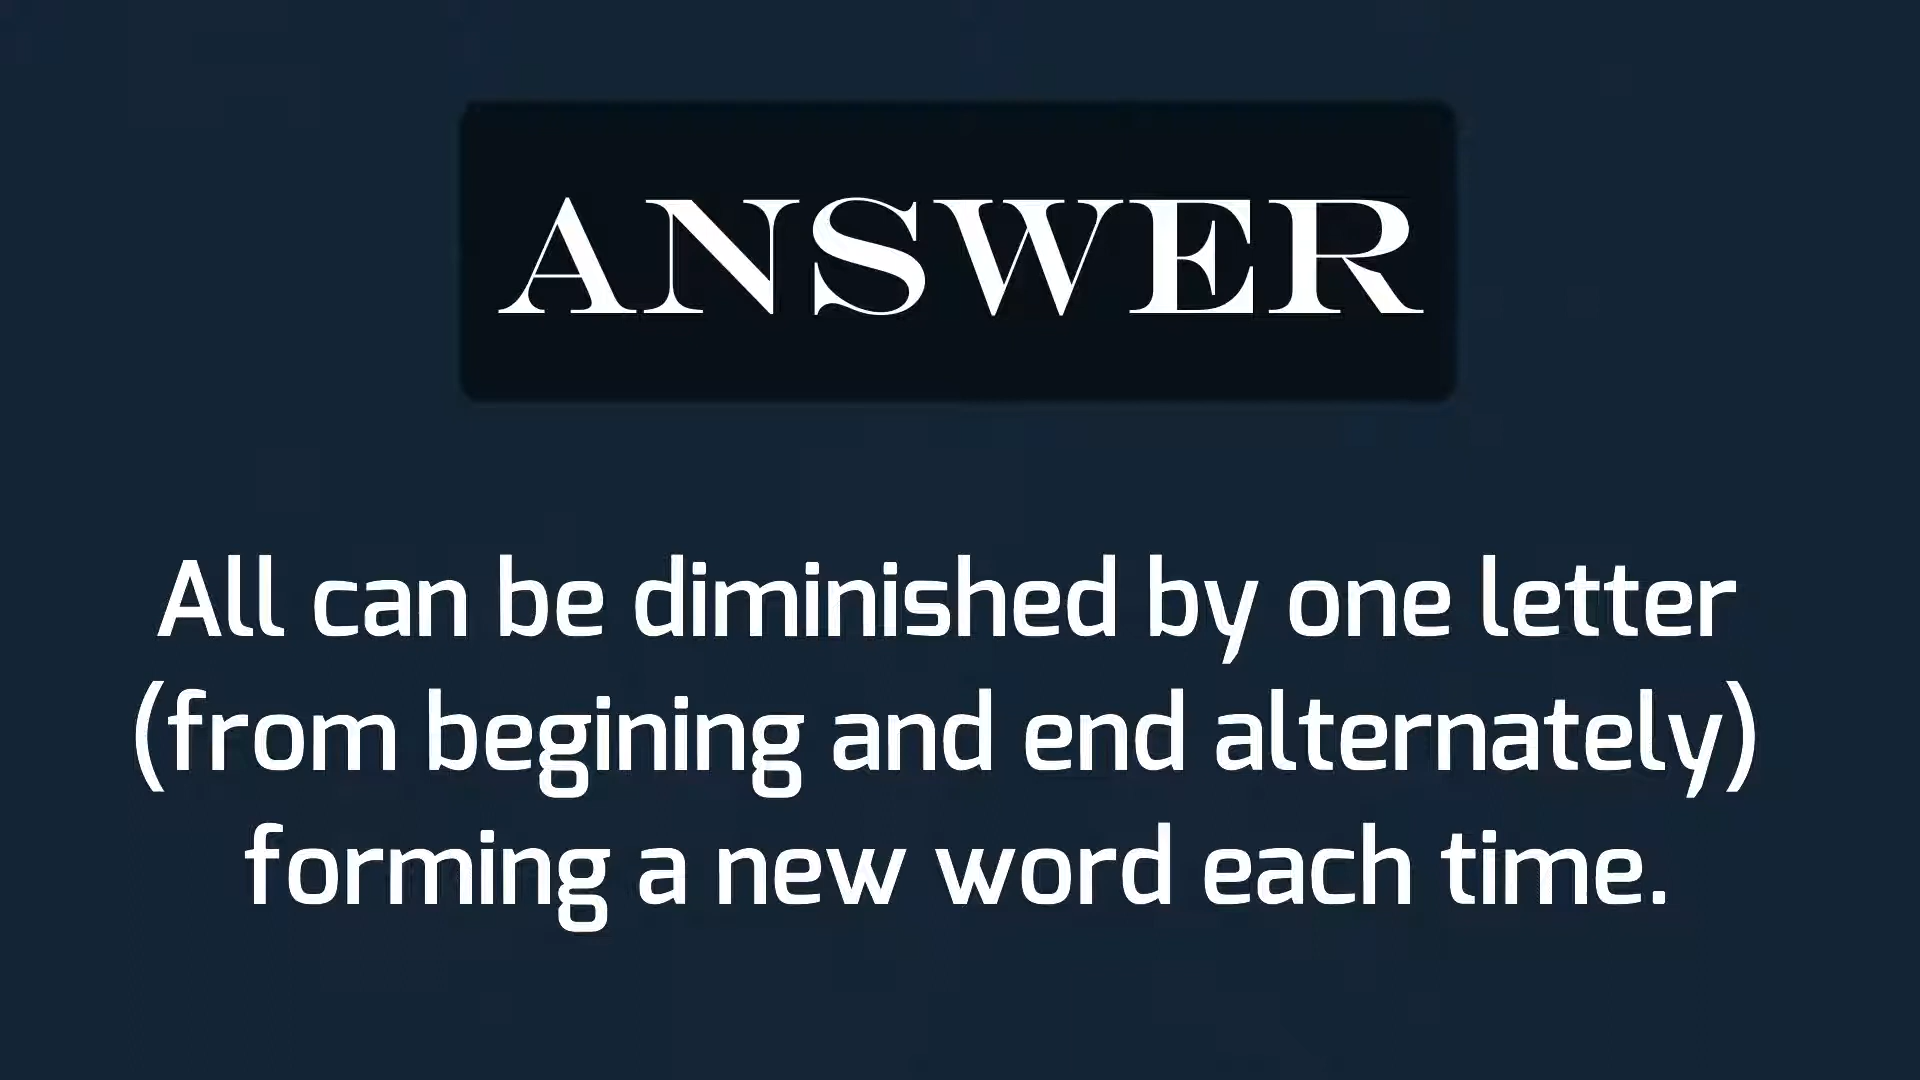 ANSWER
All can be diminished by one letter
(from begining and end alternately)
forming a new word each time.